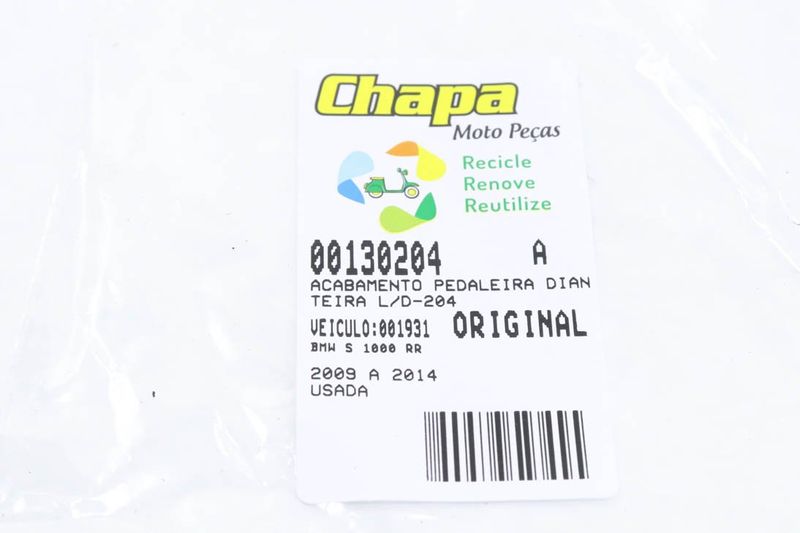 Chapa
Moto Peças
Recicle
Renove
Reutilize
00130204 A
ACABAMENTO PEDALEIRA DIAN
TEIRA L/D-204
VEICULO:001931 ORIGINAL
BMW S 1000 RR
2009 A 2014
USADA